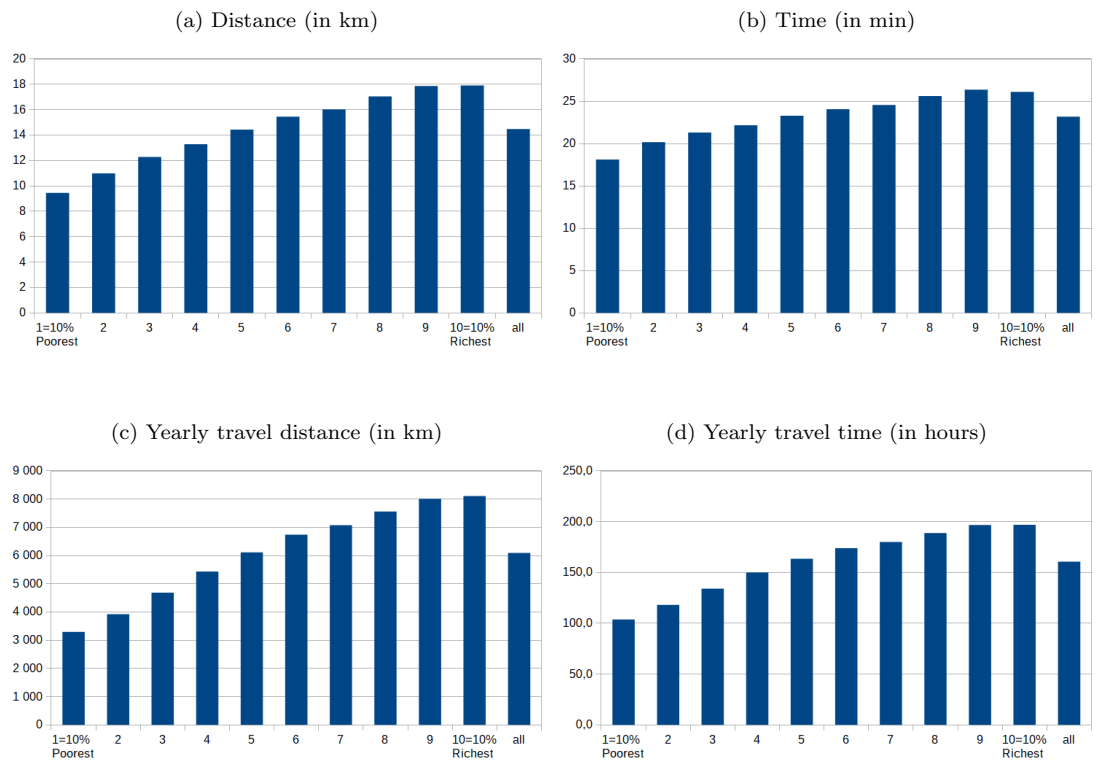 (a) Distance (in km)
20
18
16
14
12
10
8
6
4
2
0
1=10% 2 3 4 5 6 7 8 9 10=10% all
Poorest Richest
(b) Time (in min)
30
25
20
15
10
5
0
1=10% 2 3 4 5 6 7 8 9 10=10% all
Poorest Richest
(c) Yearly travel distance (in km)
9 000
8 000
7 000
6 000
5 000
4 000
3 000
2 000
1 000
0
1=10% 2 3 4 5 6 7 8 9 10=10% all
Poorest Richest
(d) Yearly travel time (in hours)
250,0
200,0
150,0
100,0
50,0
0,0
1=10% 2 3 4 5 6 7 8 9 10=10% all
Poorest Richest